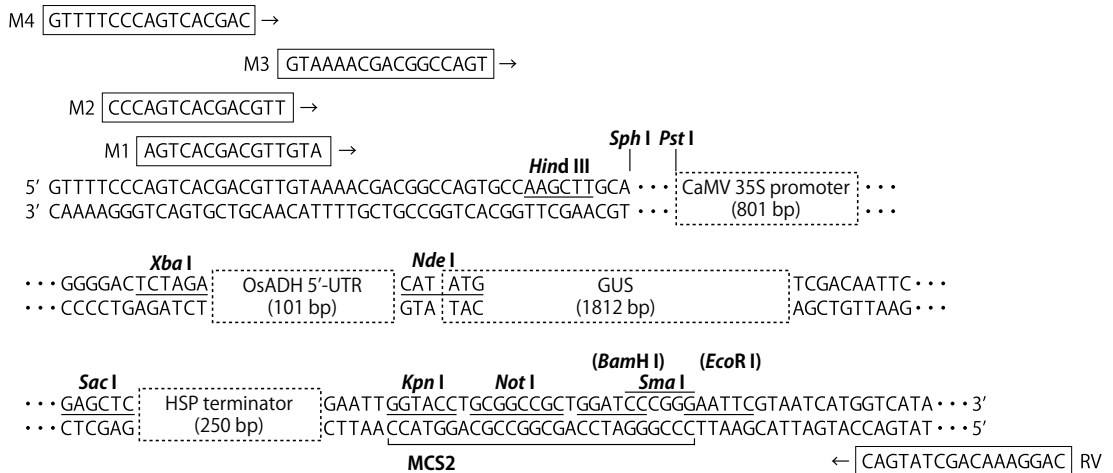 M4 GTTTTCCCAGTCACGAC →
M3 GTAAAACGACGGCCAGT →
M2 CCCAGTCACGACGTT →
M1 AGTCACGACGTTGTA →
Sph I Pst I
Hind III
5′ GTTTTCCCAGTCACGACGTTGTAAAACGACGGCCAGTGCCAAGCTTGCA ··· CaMV 35S promoter ···
3′ CAAAAGGGTCAGTGCTGCAACATTTTGCTGCCGGTCACGGTTCGAACGT ··· (801 bp) ···
Xba I Nde I
··· GGGGACTCTAGA OsADH 5′-UTR CAT ATG GUS TCGACAATTC ···
··· CCCCTGAGATCT (101 bp) GTA TAC (1812 bp) AGCTGTTAAG ···
(BamH I) (EcoR I)
Sac I Kpn I Not I Sma I
··· GAGCTC HSP terminator GAATTGGTACCTGCGGCCGCTGGATCCCGGGAATTCGTAATCATGGTCATA ··· 3′
··· CTCGAG (250 bp) CTTAACCATGGACGCCGGCGACCTAGGGCCCTTAAGCATTAGTACCAGTAT ··· 5′
MCS2
← CAGTATCGACAAAGGAC RV